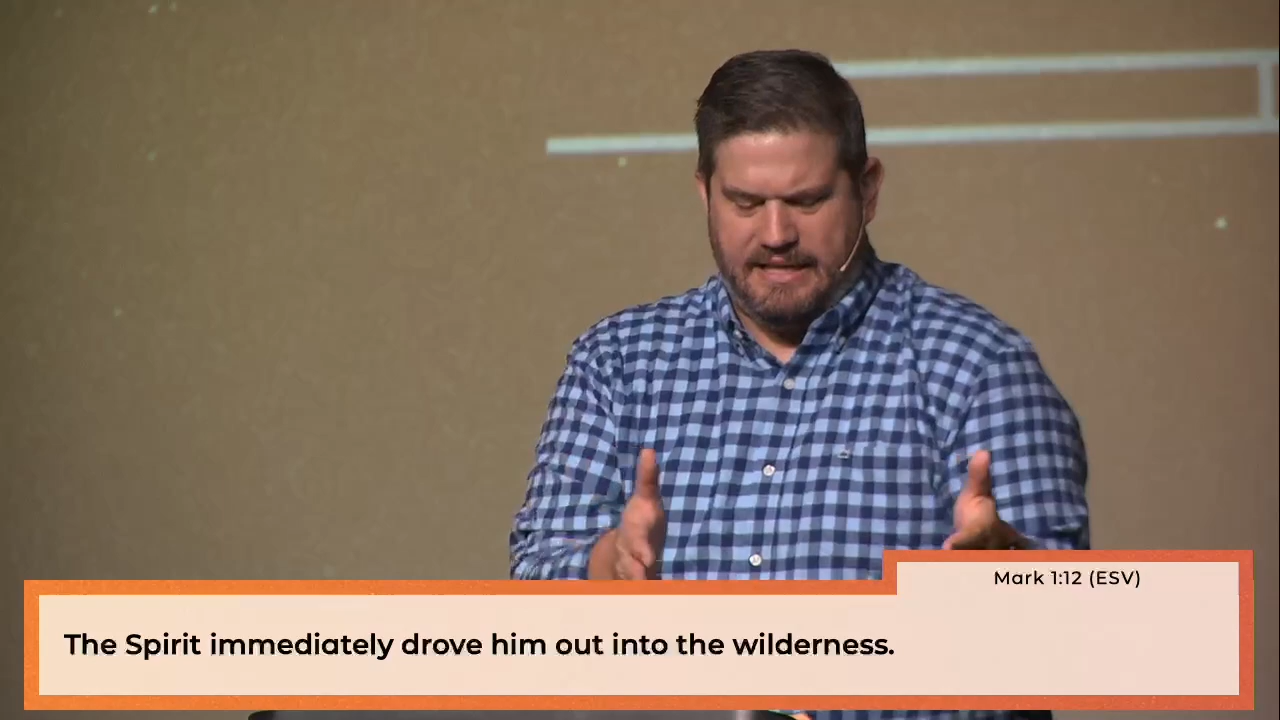 Mark 1:12 (ESV)
The Spirit immediately drove him out into the wilderness.